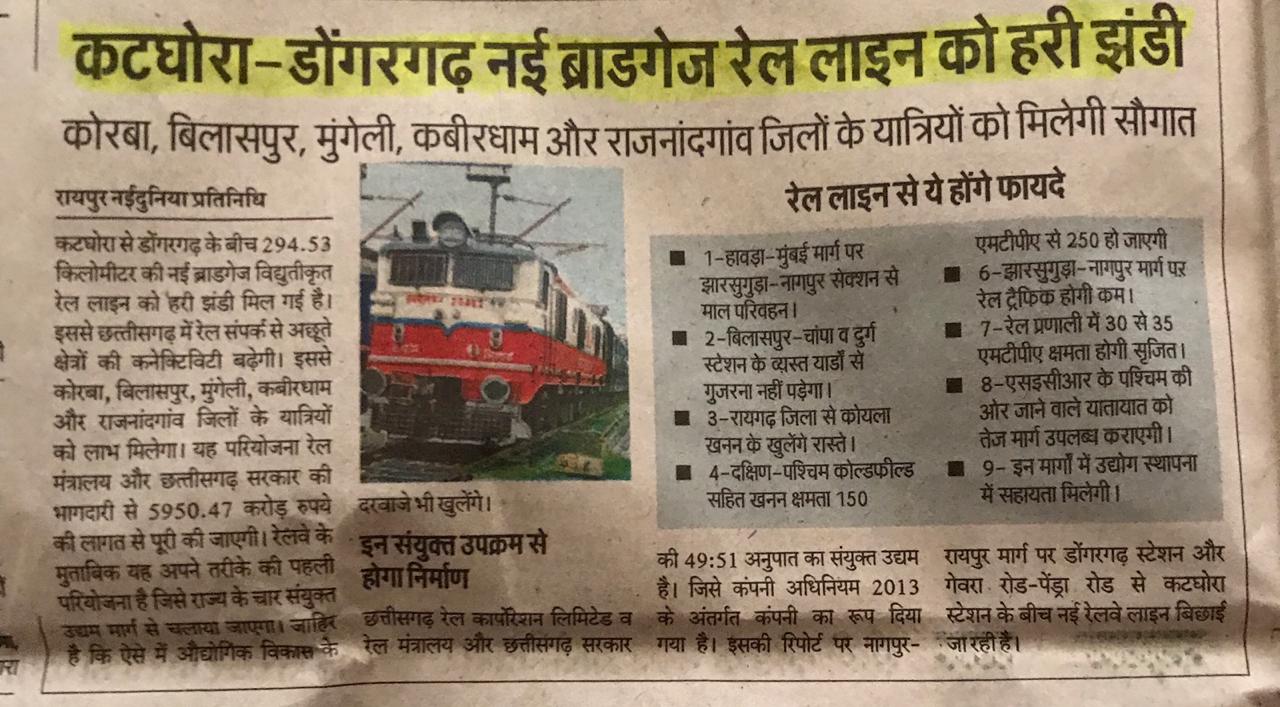 कटघोरा-डोंगरगढ़ नई ब्राडगेज रेल लाइन को हरी झंडी
कोरबा, बिलासपुर, मुंगेली, कबीरधाम और राजनांदगांव जिलों के यात्रियों को मिलेगी सौगात
रायपुर नईदुनिया प्रतिनिधि
कटघोरा से डोंगरगढ़ के बीच 294.53
किलोमीटर की नई ब्राडगेज विद्युतीकृत
रेल लाइन को हरी झंडी मिल गई है।
इससे छत्तीसगढ़ में रेल संपर्क से अछूते
क्षेत्रों की कनेक्टिविटी बढ़ेगी। इससे
कोरबा, बिलासपुर, मुंगेली, कबीरधाम
और राजनांदगांव जिलों के यात्रियों
को लाभ मिलेगा। यह परियोजना रेल
मंत्रालय और छत्तीसगढ़ सरकार की
भागदारी से 5950.47 करोड़ रुपये
की लागत से पूरी की जाएगी। रेलवे के
मुताबिक यह अपने तरीके की पहली
परियोजना है जिसे राज्य के चार संयुक्त
उद्यम मार्ग से चलाया जाएगा। जाहिर
है कि ऐसे में औद्योगिक विकास के
दरवाजे भी खुलेंगे।
इन संयुक्त उपक्रम से
होगा निर्माण
छत्तीसगढ़ रेल कार्पोरेशन लिमिटेड व
रेल मंत्रालय और छत्तीसगढ़ सरकार
रेल लाइन से ये होंगे फायदे
1-हावड़ा-मुंबई मार्ग पर
झारसुगुड़ा-नागपुर सेक्शन से
माल परिवहन।
2-बिलासपुर-चांपा व दुर्ग
स्टेशन के व्यस्त यार्डों से
गुजरना नहीं पड़ेगा।
3-रायगढ़ जिला से कोयला
खनन के खुलेंगे रास्ते।
4-दक्षिण-पश्चिम कोल्डफील्ड
सहित खनन क्षमता 150
एमटीपीए से 250 हो जाएगी
6-झारसुगुड़ा-नागपुर मार्ग पर
रेल ट्रैफिक होगी कम।
7-रेल प्रणाली में 30 से 35
एमटीपीए क्षमता होगी सृजित।
8-एसइसीआर के पश्चिम की
ओर जाने वाले यातायात को
तेज मार्ग उपलब्ध कराएगी।
9- इन मार्गों में उद्योग स्थापना
में सहायता मिलेगी।
की 49:51 अनुपात का संयुक्त उद्यम
है। जिसे कंपनी अधिनियम 2013
के अंतर्गत कंपनी का रूप दिया
गया है। इसकी रिपोर्ट पर नागपुर-
रायपुर मार्ग पर डोंगरगढ़ स्टेशन और
गेवरा रोड-पेंड्रा रोड से कटघोरा
स्टेशन के बीच नई रेलवे लाइन बिछाई
जा रही है।